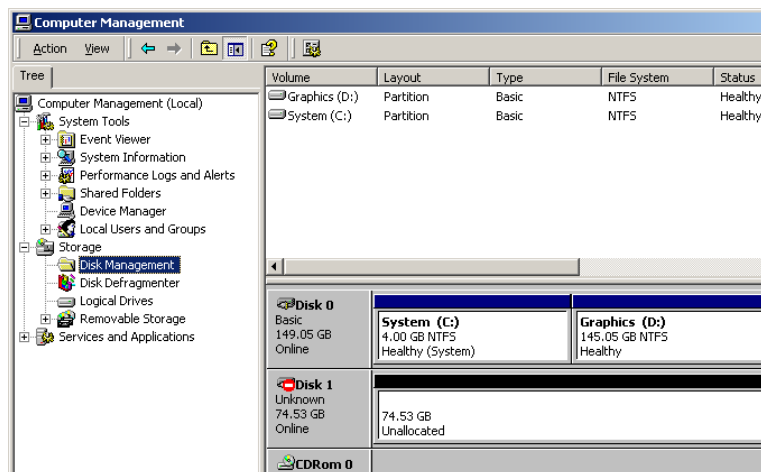 Computer Management
Action View
Tree
Computer Management (Local)
System Tools
Event Viewer
System Information
Performance Logs and Alerts
Shared Folders
Device Manager
Local Users and Groups
Storage
Disk Management
Disk Defragmenter
Logical Drives
Removable Storage
Services and Applications
Volume Layout Type File System Status
Graphics (D:) Partition Basic NTFS Healthy
System (C:) Partition Basic NTFS Healthy
Disk 0
Basic
149.05 GB
Online
System (C:)
4.00 GB NTFS
Healthy (System)
Graphics (D:)
145.05 GB NTFS
Healthy
Disk 1
Unknown
74.53 GB
Online
74.53 GB
Unallocated
CDRom 0